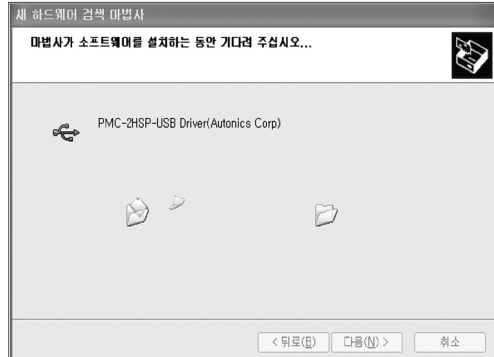 새 하드웨어 검색 마법사
마법사가 소프트웨어를 설치하는 동안 기다려 주십시오...
PMC-2HSP-USB Driver(Autonics Corp)
< 뒤로(B)
다음(N) >
취소